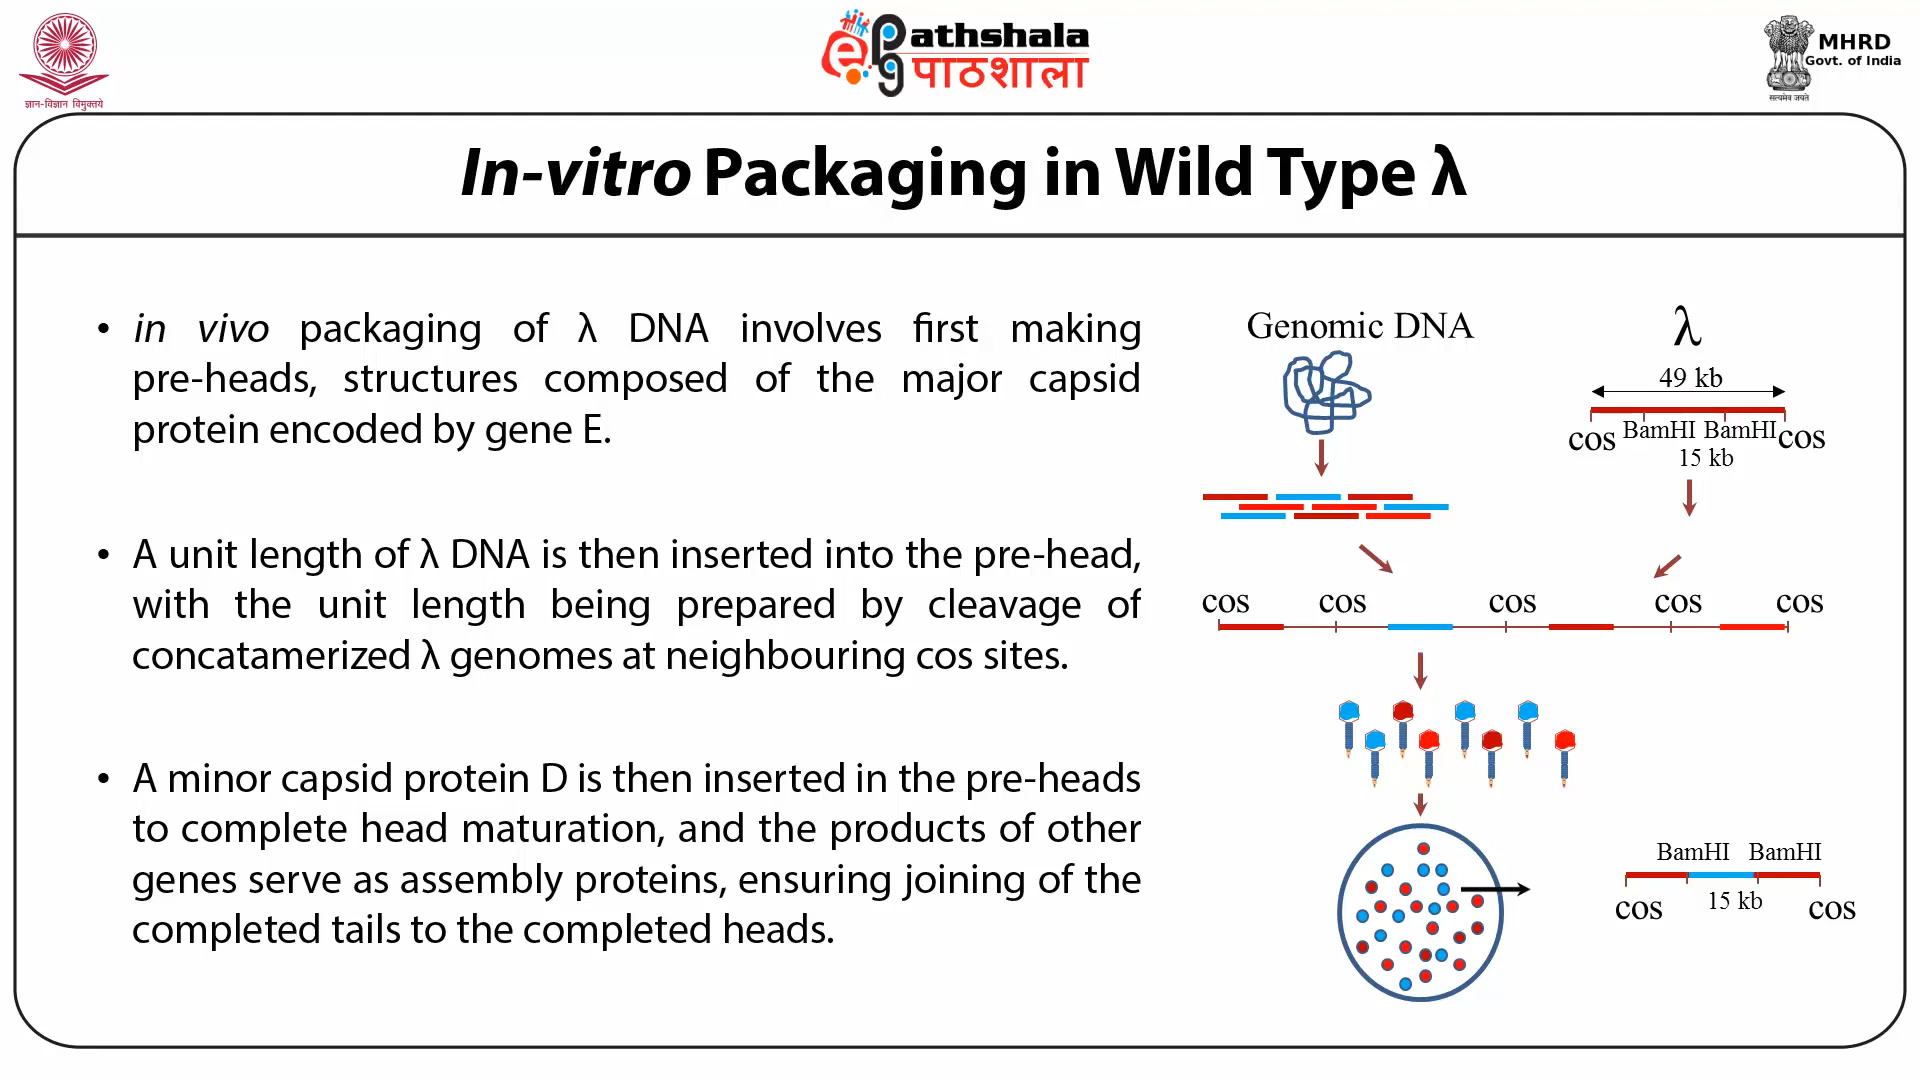 ज्ञान-विज्ञान विमुक्तये
ePathshala
पाठशाला
MHRD
Govt. of India
सत्यमेव जयते
In-vitro Packaging in Wild Type λ
• in vivo packaging of λ DNA involves first making
pre-heads, structures composed of the major capsid
protein encoded by gene E.
• A unit length of λ DNA is then inserted into the pre-head,
with the unit length being prepared by cleavage of
concatamerized λ genomes at neighbouring cos sites.
• A minor capsid protein D is then inserted in the pre-heads
to complete head maturation, and the products of other
genes serve as assembly proteins, ensuring joining of the
completed tails to the completed heads.
Genomic DNA
λ
49 kb
cos BamHI BamHI cos
15 kb
cos cos cos cos cos
BamHI BamHI
cos 15 kb cos